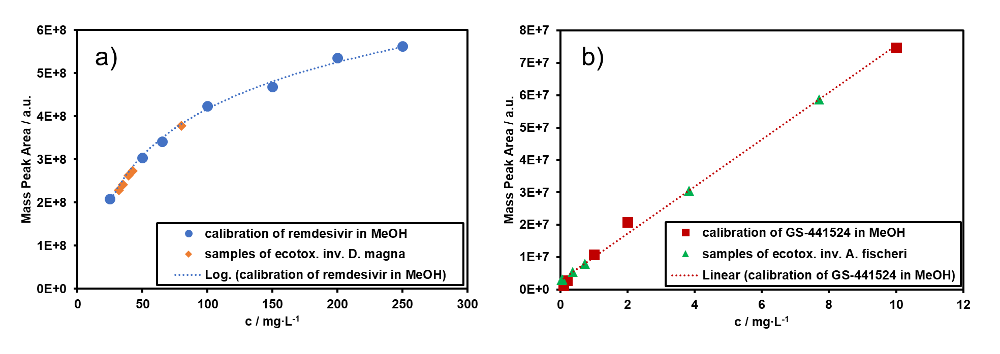 a)
6E+8
5E+8
4E+8
3E+8
2E+8
1E+8
0E+0
Mass Peak Area / a.u.
0 50 100 150 200 250 300
c / mg·L⁻¹
calibration of remdesivir in MeOH
samples of ecotox. inv. D. magna
Log. (calibration of remdesivir in MeOH)
b)
8E+7
7E+7
6E+7
5E+7
4E+7
3E+7
2E+7
1E+7
0E+0
Mass Peak Area / a.u.
0 2 4 6 8 10 12
c / mg·L⁻¹
calibration of GS-441524 in MeOH
samples of ecotox. inv. A. fischeri
Linear (calibration of GS-441524 in MeOH)